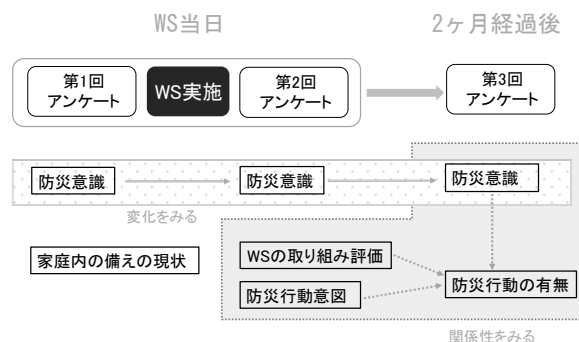 WS当日
2ヶ月経過後
第1回
アンケート
WS実施
第2回
アンケート
第3回
アンケート
防災意識
防災意識
防災意識
変化をみる
家庭内の備えの現状
WSの取り組み評価
防災行動意図
防災行動の有無
関係性をみる